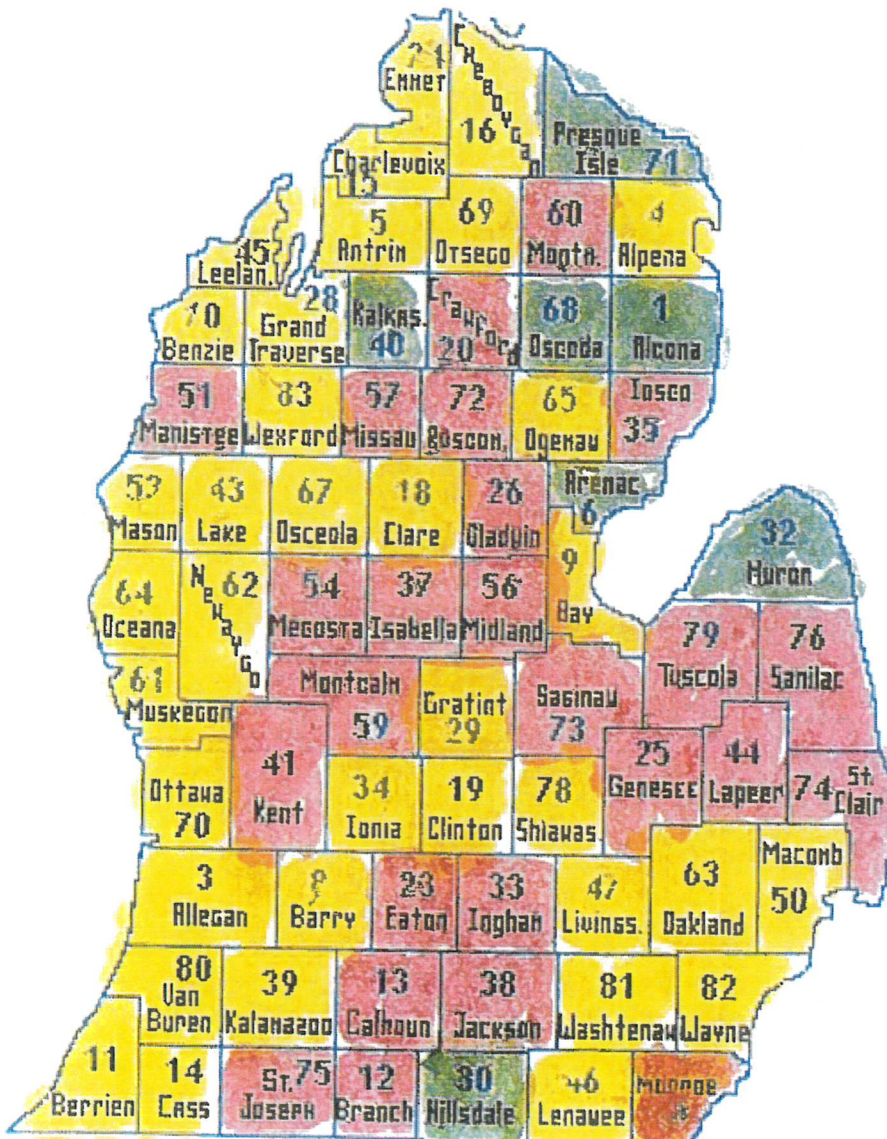 24
Emmet
Cheboygan
16
Presque
Isle 71
Charlevoix
15
5
Antrim
69
Otsego
60
Montm.
4
Alpena
45
Leelan.
10
Benzie
28
Grand
Traverse
Kalkas.
40
Crawford
20
68
Oscoda
1
Alcona
51
Manistee
83
Wexford
57
Missau
72
Roscom.
65
Ogemaw
Iosco
35
53
Mason
43
Lake
67
Osceola
18
Clare
26
Gladwin
Arenac
6
9
Bay
32
Huron
64
Oceana
Newaygo
62
54
Mecosta
37
Isabella
56
Midland
79
Tuscola
76
Sanilac
61
Muskegon
Montcalm
59
Gratiot
29
Saginaw
73
41
Kent
25
Genesee
44
Lapeer
74
St.
Clair
Ottawa
70
34
Ionia
19
Clinton
78
Shiawas.
3
Allegan
8
Barry
23
Eaton
33
Ingham
47
Livings.
63
Oakland
Macomb
50
80
Van
Buren
39
Kalamazoo
13
Calhoun
38
Jackson
81
Washtenaw
82
Wayne
11
Berrien
14
Cass
St. 75
Joseph
12
Branch
30
Hillsdale
46
Lenawee
Monroe